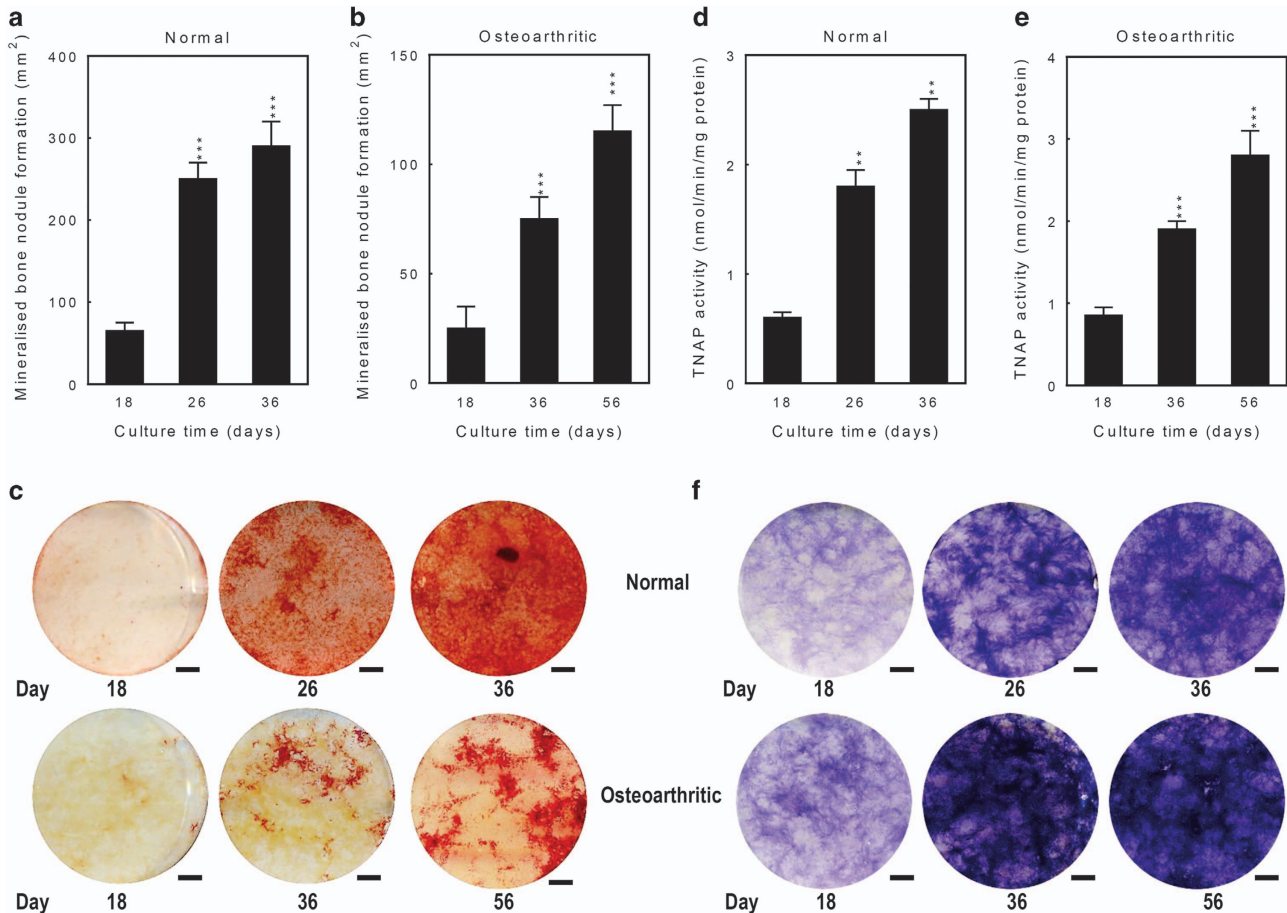 a
Normal
Mineralised bone nodule formation (mm²)
400
300
200
100
0
***
***
18 26 36
Culture time (days)
b
Osteoarthritic
Mineralised bone nodule formation (mm²)
150
100
50
0
***
***
18 36 56
Culture time (days)
d
Normal
TNAP activity (nmol/min/mg protein)
3
2
1
0
**
**
18 26 36
Culture time (days)
e
Osteoarthritic
TNAP activity (nmol/min/mg protein)
4
3
2
1
0
***
***
18 36 56
Culture time (days)
c
Day 18 26 36
Day 18 36 56
Normal
Osteoarthritic
f
18 26 36
18 36 56